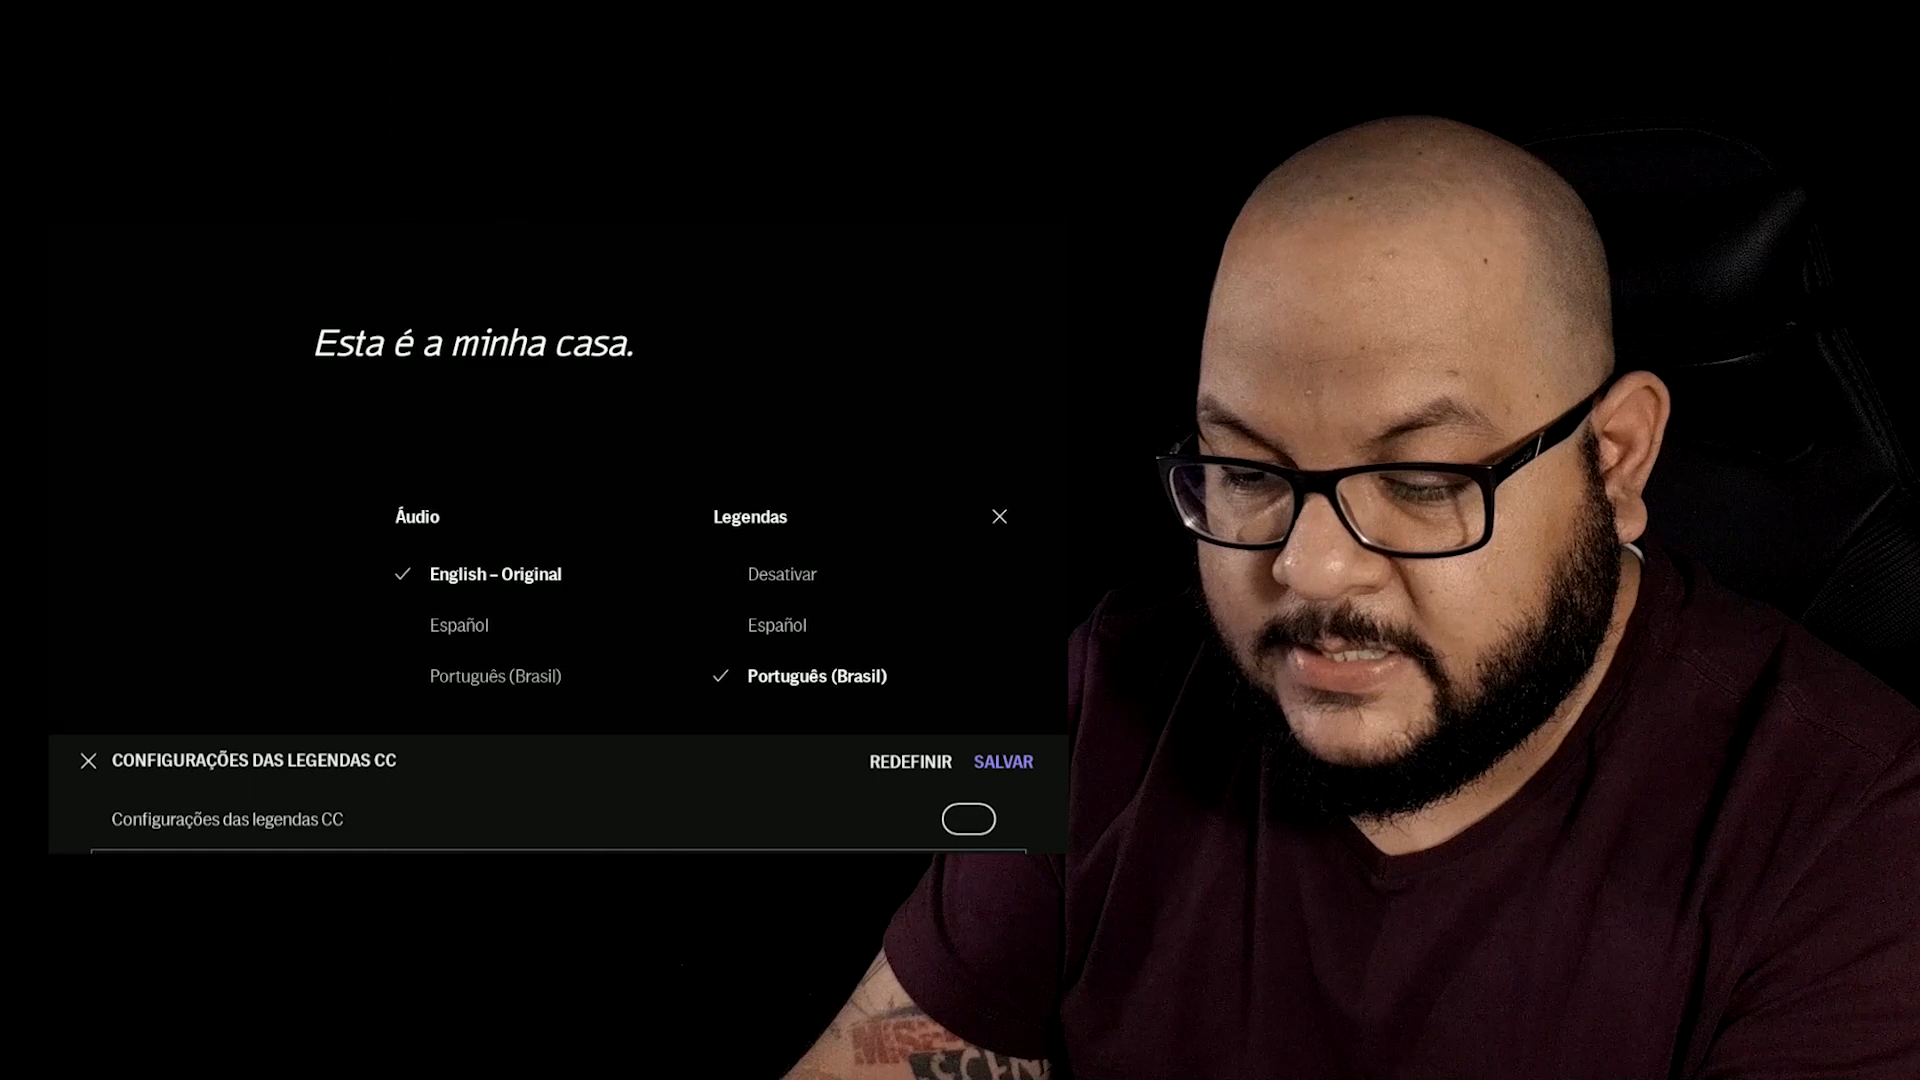 Esta é a minha casa.
Áudio
Legendas
English – Original
Desativar
Español
Español
Português (Brasil)
Português (Brasil)
CONFIGURAÇÕES DAS LEGENDAS CC
REDEFINIR
SALVAR
Configurações das legendas CC